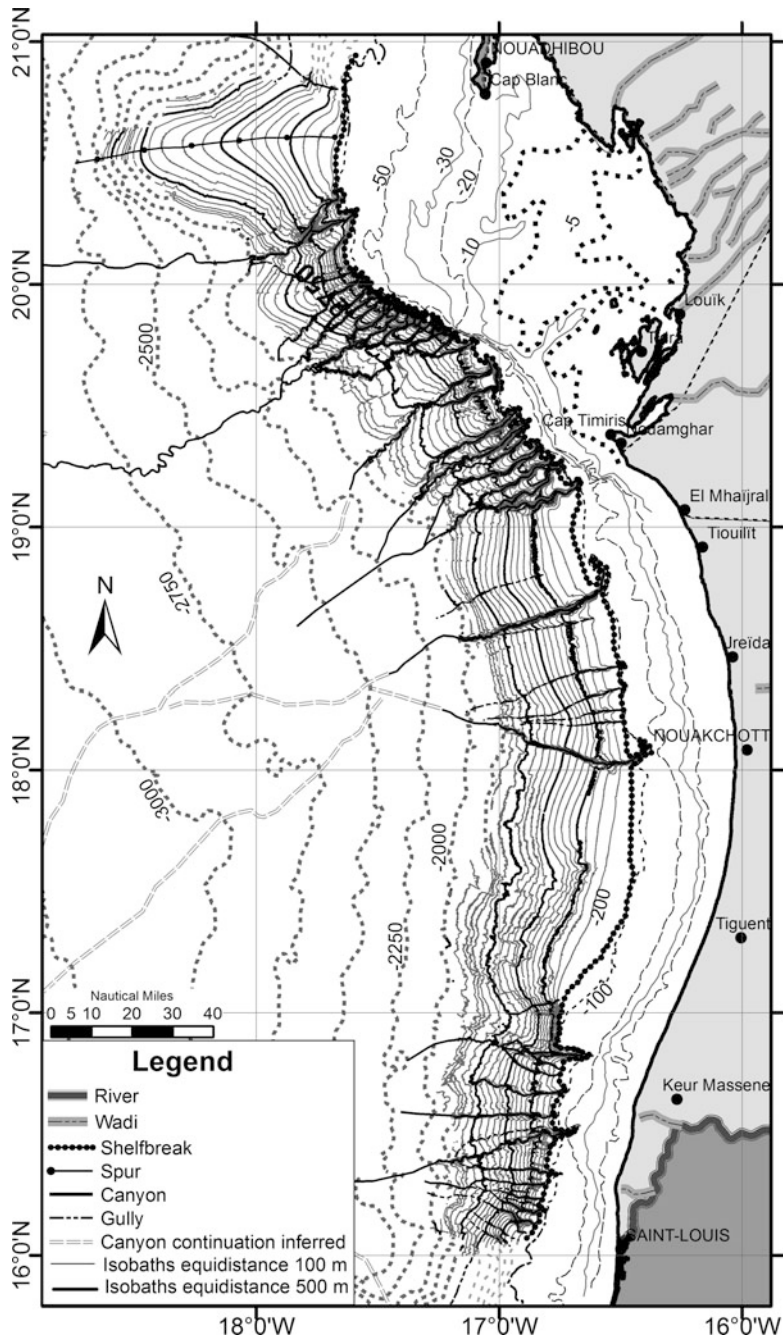 21°0'N
20°0'N
19°0'N
18°0'N
17°0'N
16°0'N
NOUADHIBOU
Cap Blanc
-50
-30
-20
-10
-5
Louïk
-2500
Cap Timiris
El Mhaïjral
Tiouilit
N
-2750
Jreïda
NOUAKCHOTT
-3000
-2000
-2250
200
Tiguent
-100
Nautical Miles
0 5 10 20 30 40
Keur Massene
Legend
River
Wadi
Shelfbreak
Spur
Canyon
Gully
Canyon continuation inferred
Isobaths equidistance 100 m
Isobaths equidistance 500 m
SAINT-LOUIS
18°0'W
17°0'W
16°0'W